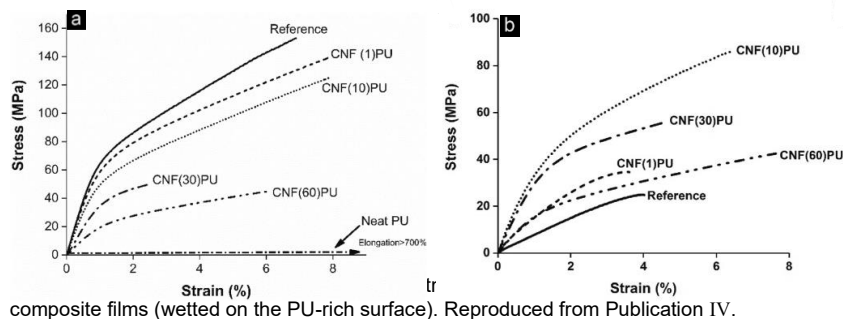 a
160
140
120
100
80
60
40
20
0
Stress (MPa)
Reference
CNF (1)PU
CNF(10)PU
CNF(30)PU
CNF(60)PU
Neat PU
Elongation>700%
0 2 4 6 8
Strain (%)
b
100
80
60
40
20
0
Stress (MPa)
CNF(10)PU
CNF(30)PU
CNF(1)PU
CNF(60)PU
Reference
0 2 4 6 8
Strain (%)
composite films (wetted on the PU-rich surface). Reproduced from Publication IV.